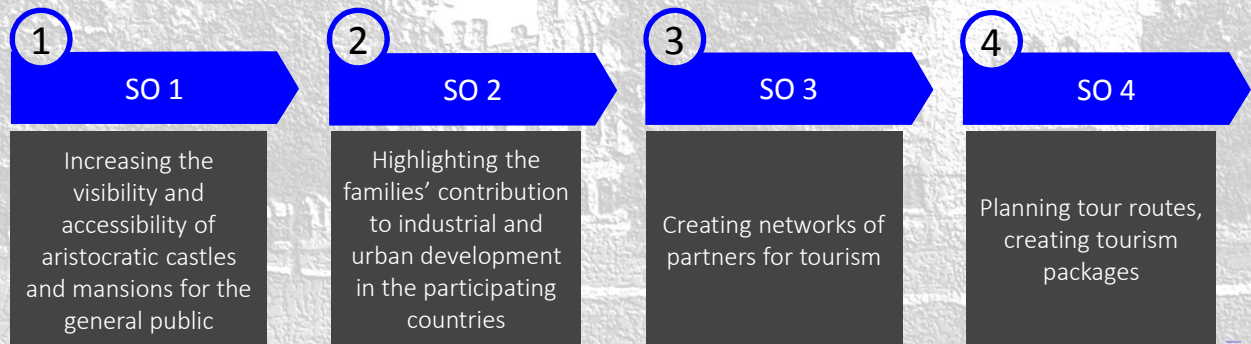 1
SO 1
Increasing the
visibility and
accessibility of
aristocratic castles
and mansions for the
general public
2
SO 2
Highlighting the
families’ contribution
to industrial and
urban development
in the participating
countries
3
SO 3
Creating networks of
partners for tourism
4
SO 4
Planning tour routes,
creating tourism
packages